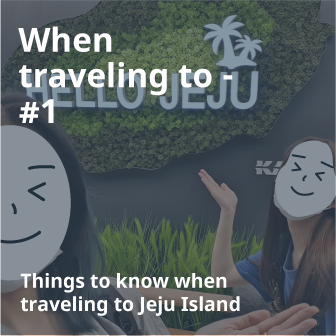 When
traveling to -
#1
HELLO JEJU
Things to know when
traveling to Jeju Island